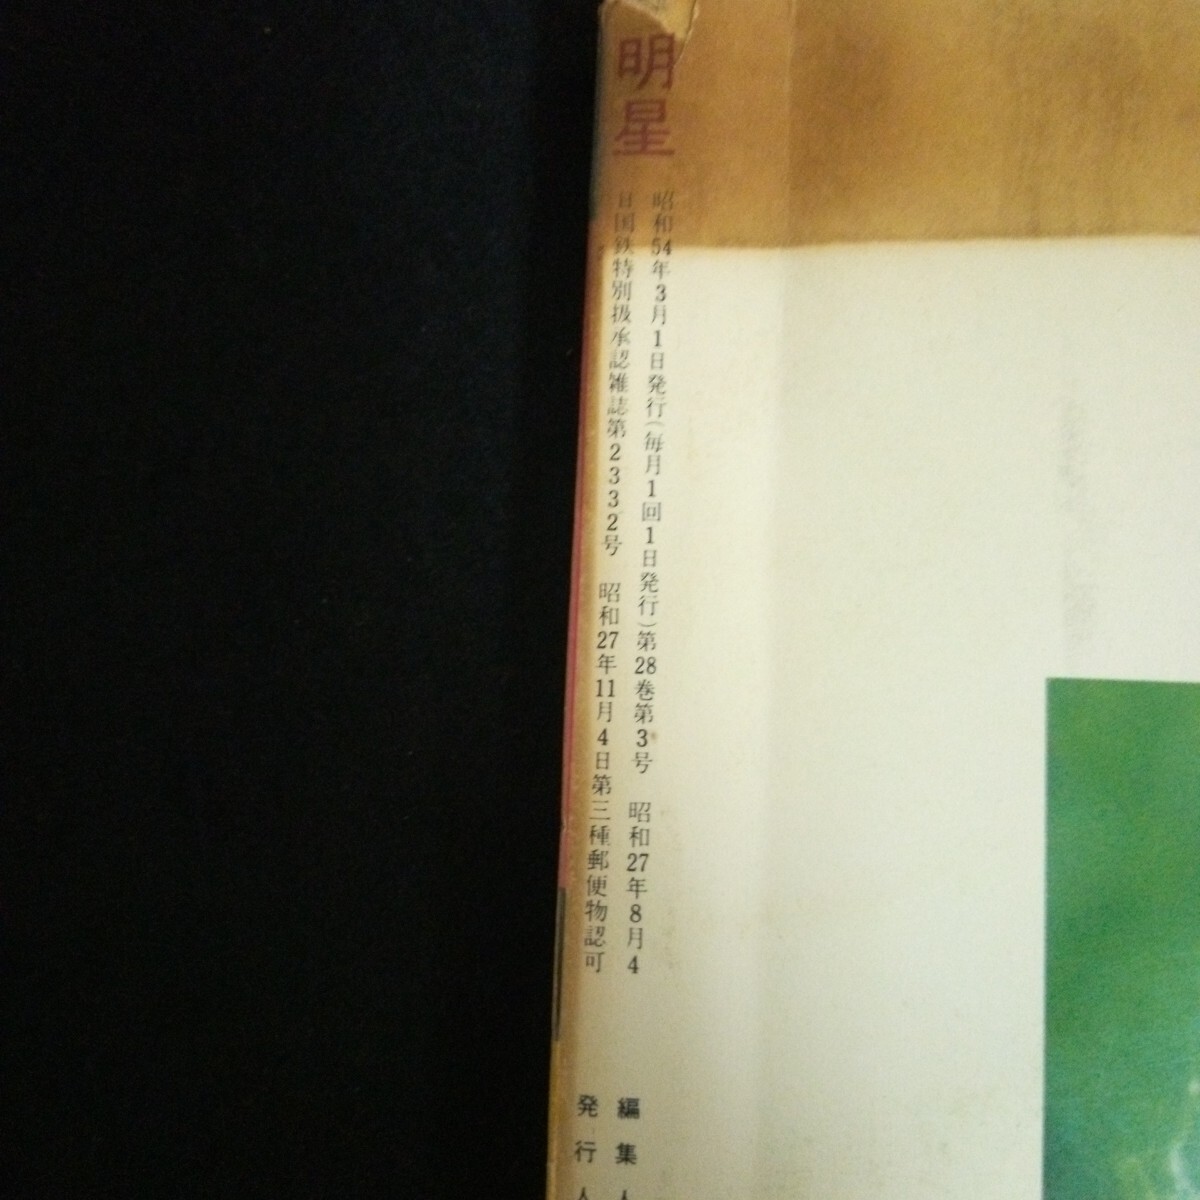 明星
昭和54年3月1日発行(毎月1回1日発行)第28巻第3号 昭和27年8月4
日国鉄特別扱承認雑誌第2332号 昭和27年11月4日第三種郵便物認可
編集人
発行人